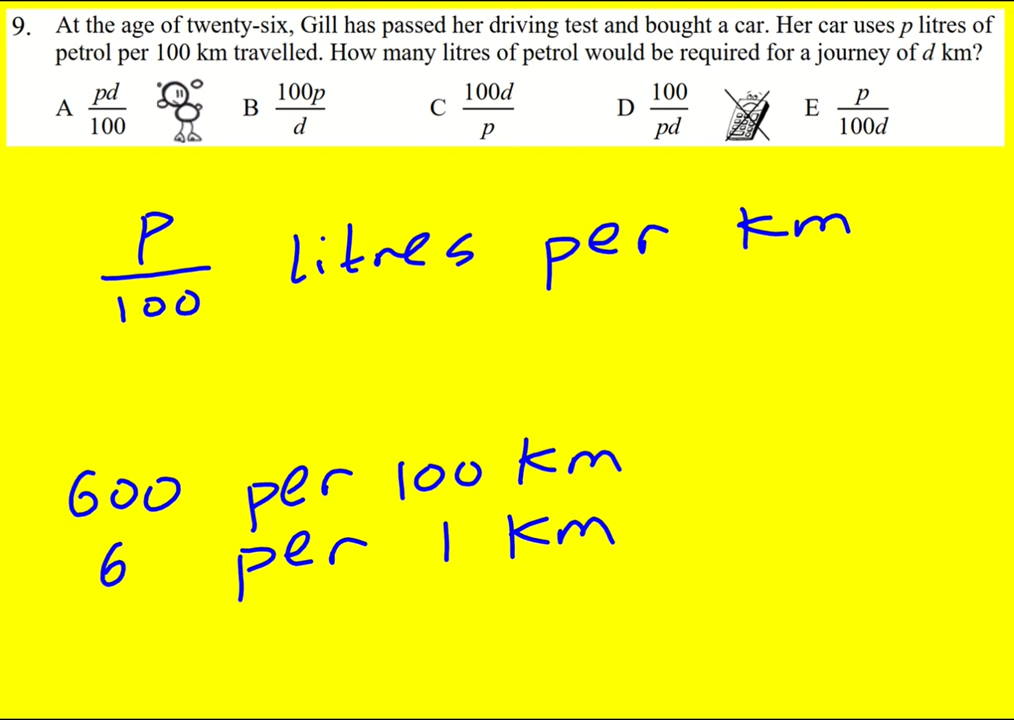 9. At the age of twenty-six, Gill has passed her driving test and bought a car. Her car uses p litres of
petrol per 100 km travelled. How many litres of petrol would be required for a journey of d km?
A pd/100 B 100p/d C 100d/p D 100/pd E p/100d
P/100 litres per km
600 per 100 km
6 per 1 km